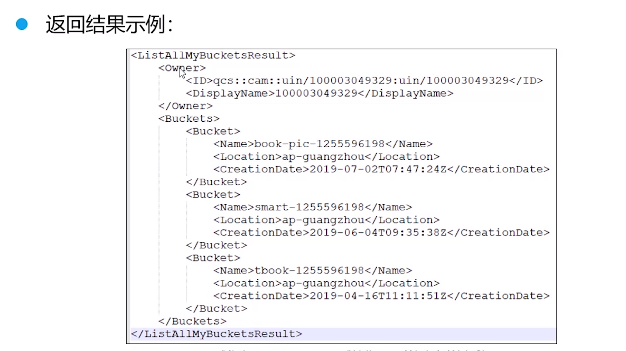 返回结果示例：
<ListAllMyBucketsResult>
<Owner>
<ID>qcs::cam::uin/100003049329:uin/100003049329</ID>
<DisplayName>100003049329</DisplayName>
</Owner>
<Buckets>
<Bucket>
<Name>book-pic-1255596198</Name>
<Location>ap-guangzhou</Location>
<CreationDate>2019-07-02T07:47:24Z</CreationDate>
</Bucket>
<Bucket>
<Name>smart-1255596198</Name>
<Location>ap-guangzhou</Location>
<CreationDate>2019-06-04T09:35:38Z</CreationDate>
</Bucket>
<Bucket>
<Name>tbook-1255596198</Name>
<Location>ap-guangzhou</Location>
<CreationDate>2019-04-16T11:11:51Z</CreationDate>
</Bucket>
</Buckets>
</ListAllMyBucketsResult>